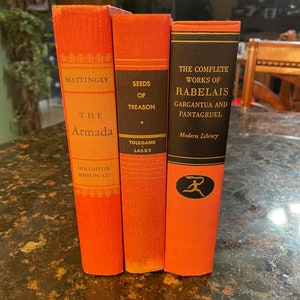 MATTINGLY
THE
Armada
HOUGHTON
MIFFLIN CO
SEEDS
OF
TREASON
TOLEDANO
LASKY
THE COMPLETE
WORKS OF
RABELAIS
GARGANTUA AND
PANTAGRUEL
Modern Library